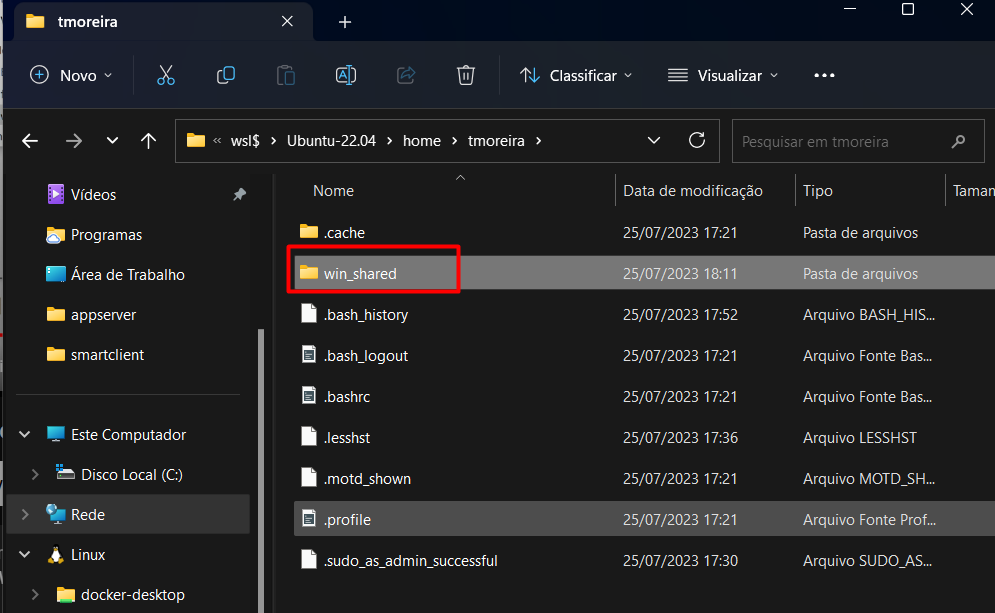 tmoreira
Novo
Classificar
Visualizar
wsl$ Ubuntu-22.04 home tmoreira
Pesquisar em tmoreira
Vídeos
Programas
Área de Trabalho
appserver
smartclient
Este Computador
Disco Local (C:)
Rede
Linux
docker-desktop
Nome Data de modificação Tipo Taman
.cache 25/07/2023 17:21 Pasta de arquivos
win_shared 25/07/2023 18:11 Pasta de arquivos
.bash_history 25/07/2023 17:52 Arquivo BASH_HIS...
.bash_logout 25/07/2023 17:21 Arquivo Fonte Bas...
.bashrc 25/07/2023 17:21 Arquivo Fonte Bas...
.lesshst 25/07/2023 17:36 Arquivo LESSHST
.motd_shown 25/07/2023 17:21 Arquivo MOTD_SH...
.profile 25/07/2023 17:21 Arquivo Fonte Prof...
.sudo_as_admin_successful 25/07/2023 17:30 Arquivo SUDO_AS...